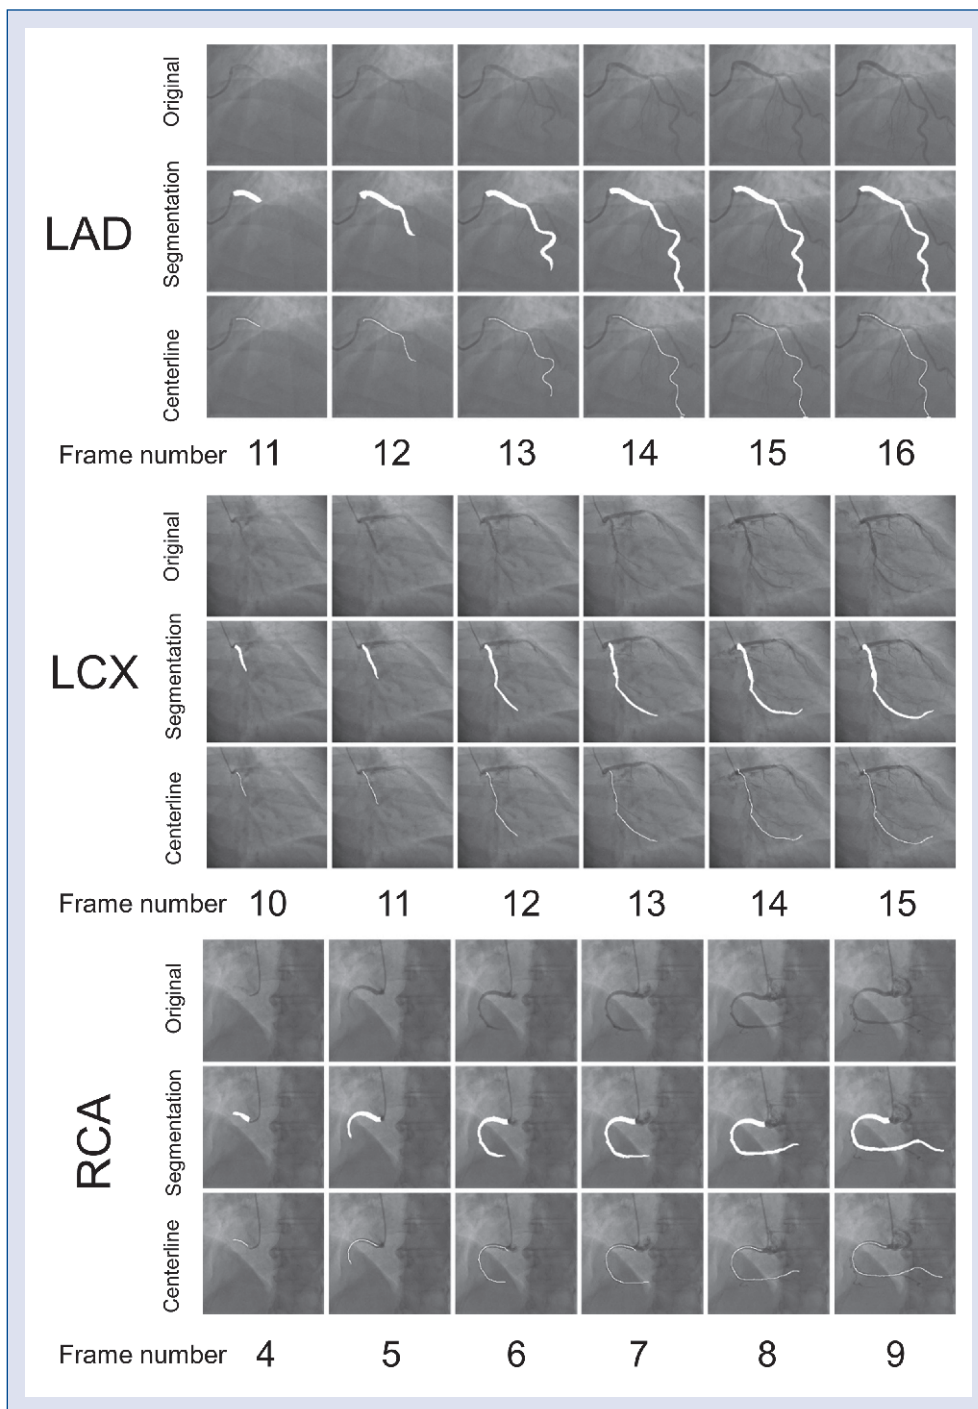 LAD
Original
Segmentation
Centerline
Frame number 11 12 13 14 15 16
LCX
Original
Segmentation
Centerline
Frame number 10 11 12 13 14 15
RCA
Original
Segmentation
Centerline
Frame number 4 5 6 7 8 9